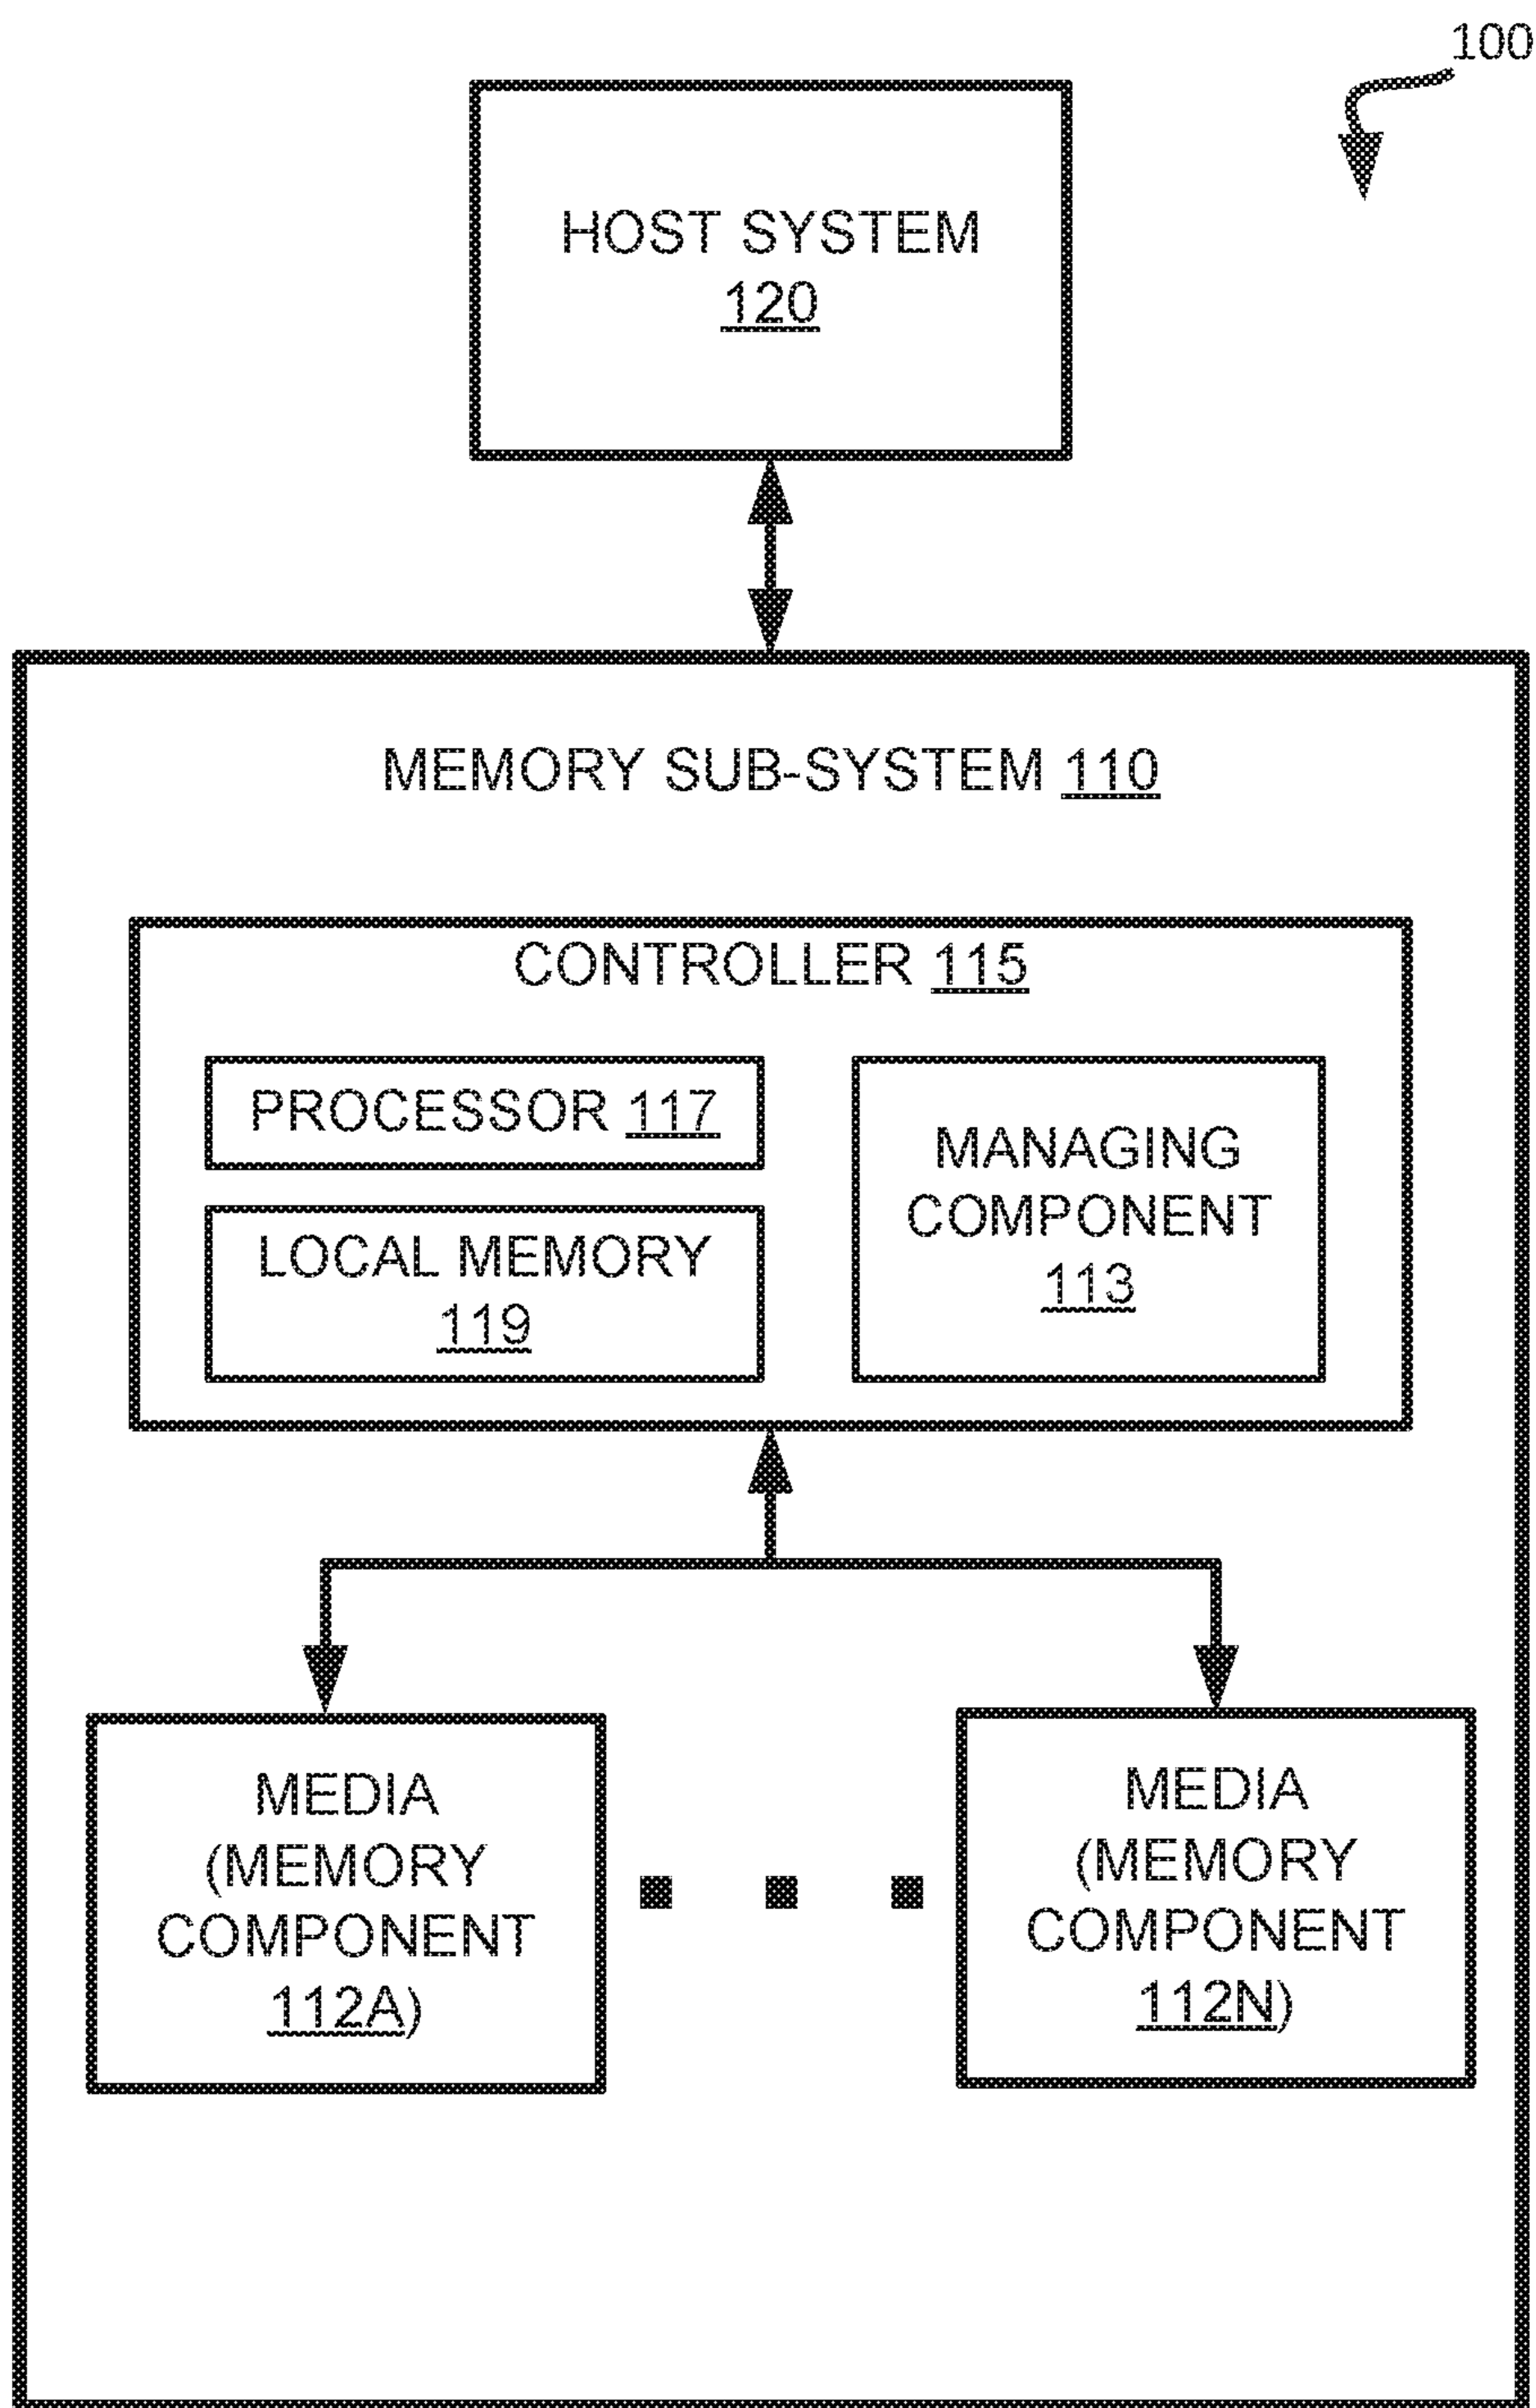 100
HOST SYSTEM
120
MEMORY SUB-SYSTEM 110
CONTROLLER 115
PROCESSOR 117
LOCAL MEMORY
119
MANAGING
COMPONENT
113
MEDIA
(MEMORY
COMPONENT
112A)
MEDIA
(MEMORY
COMPONENT
112N)